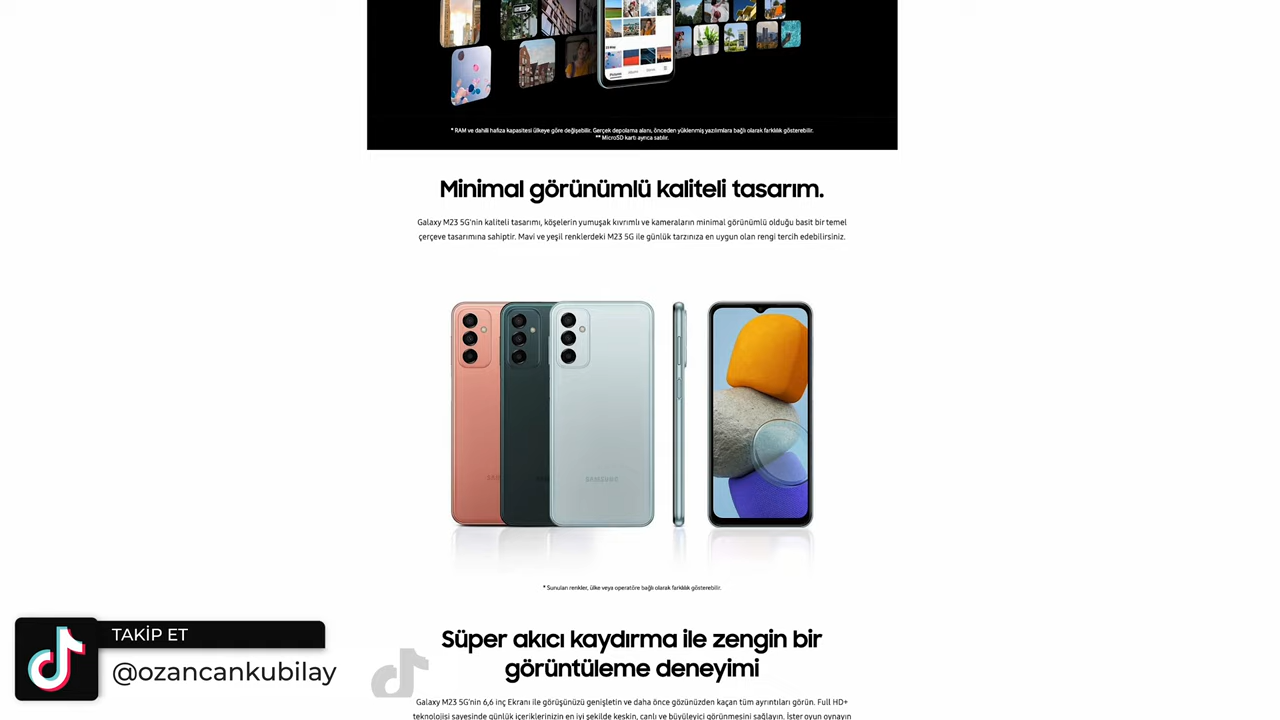 * RAM ve dahili hafıza kapasitesi ülkeye göre değişebilir. Gerçek depolama alanı, önceden yüklenmiş yazılımlara bağlı olarak farklılık gösterebilir.
** MicroSD kartı ayrıca satılır.
Minimal görünümlü kaliteli tasarım.
Galaxy M23 5G'nin kaliteli tasarımı, köşelerin yumuşak kıvrımlı ve kameraların minimal görünümlü olduğu basit bir temel
çerçeve tasarımına sahiptir. Mavi ve yeşil renklerdeki M23 5G ile günlük tarzınıza en uygun olan rengi tercih edebilirsiniz.
SAMSUNG
* Sunulan renkler, ülke veya operatöre bağlı olarak farklılık gösterebilir.
Süper akıcı kaydırma ile zengin bir
görüntüleme deneyimi
Galaxy M23 5G'nin 6,6 inç Ekranı ile görüşünüzü genişletin ve daha önce gözünüzden kaçan tüm ayrıntıları görün. Full HD+
teknolojisi sayesinde günlük içeriklerinizin en iyi şekilde keskin, canlı ve büyüleyici görünmesini sağlayın. İster oyun oynayın
TAKİP ET
@ozancankubilay